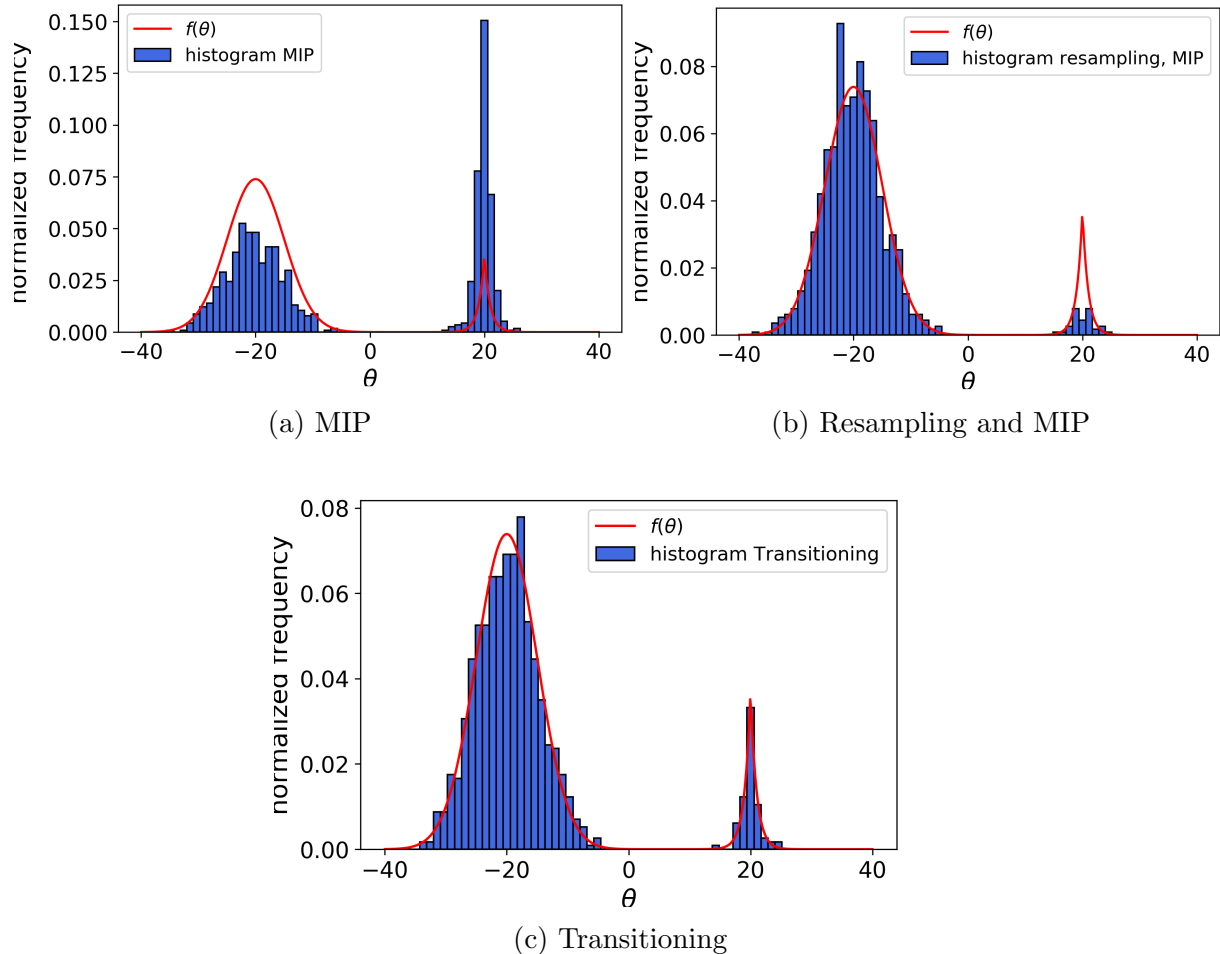 0.150
0.125
0.100
0.075
0.050
0.025
0.000
normalized frequency
f(θ)
histogram MIP
−40 −20 0 20 40
θ
(a) MIP
0.08
0.06
0.04
0.02
0.00
normalized frequency
f(θ)
histogram resampling, MIP
−40 −20 0 20 40
θ
(b) Resampling and MIP
0.08
0.06
0.04
0.02
0.00
normalized frequency
f(θ)
histogram Transitioning
−40 −20 0 20 40
θ
(c) Transitioning